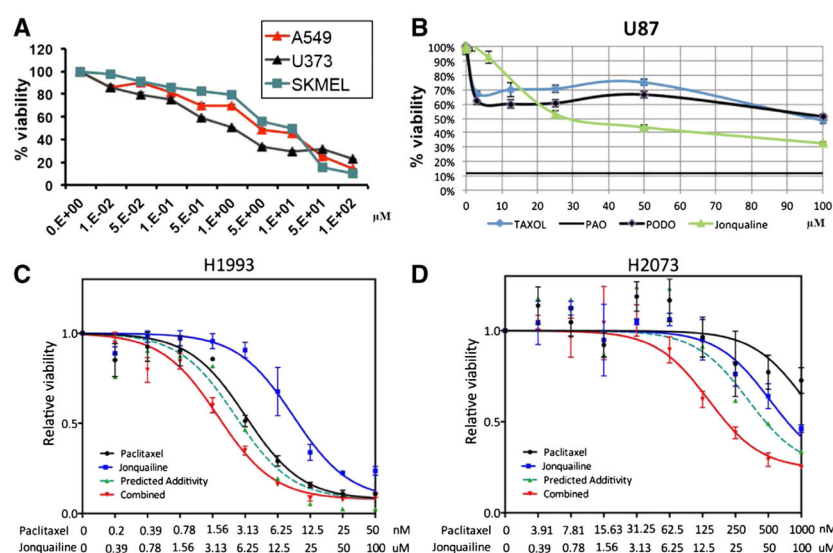 A
A549
U373
SKMEL
% viability
120
100
80
60
40
20
0
0.E+00 1.E-02 5.E-02 1.E-01 5.E-01 1.E+00 5.E+00 1.E+01 5.E+01 1.E+02 µM
B U87
% viability
100%
90%
80%
70%
60%
50%
40%
30%
20%
10%
0%
0 10 20 30 40 50 60 70 80 90 100
TAXOL PAO PODO Jonqualine µM
C H1993
Relative viability
1.0
0.5
0.0
Paclitaxel
Jonquailine
Predicted Additivity
Combined
Paclitaxel 0 0.2 0.39 0.78 1.56 3.13 6.25 12.5 25 50 nM
Jonquailine 0 0.39 0.78 1.56 3.13 6.25 12.5 25 50 100 uM
D H2073
Relative viability
1.0
0.5
0.0
Paclitaxel
Jonquailine
Predicted Additivity
Combined
Paclitaxel 0 3.91 7.81 15.63 31.25 62.5 125 250 500 1000 nM
Jonquailine 0 0.39 0.78 1.56 3.13 6.25 12.5 25 50 100 uM